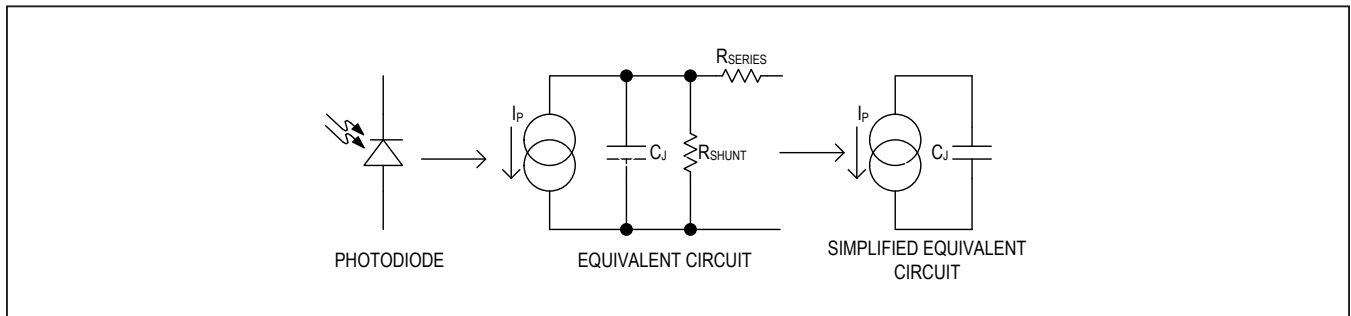 RSERIES
IP
CJ
RSHUNT
IP
CJ
PHOTODIODE
EQUIVALENT CIRCUIT
SIMPLIFIED EQUIVALENT
CIRCUIT